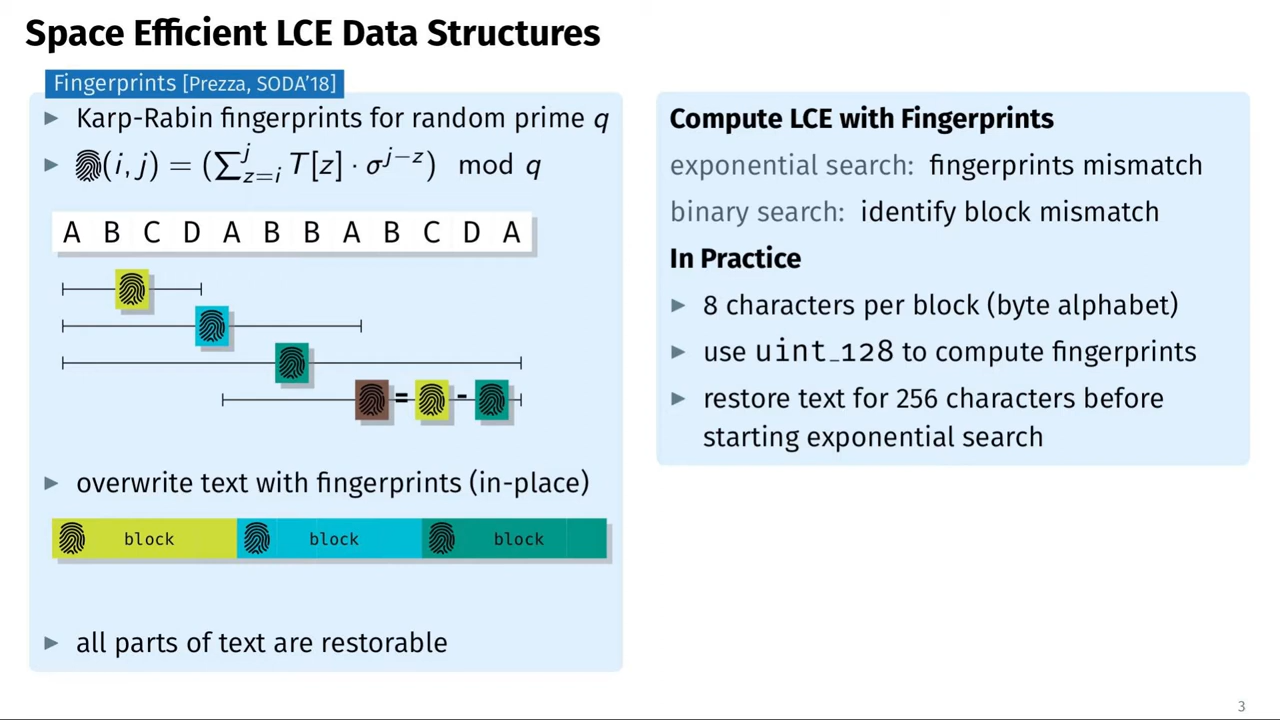 Space Efficient LCE Data Structures
Fingerprints [Prezza, SODA’18]
▶ Karp-Rabin fingerprints for random prime q
▶ (i, j) = (∑_{z=i}^{j} T[z] · σ^{j−z}) mod q
A B C D A B B A B C D A
= -
▶ overwrite text with fingerprints (in-place)
block block block
▶ all parts of text are restorable
Compute LCE with Fingerprints
exponential search: fingerprints mismatch
binary search: identify block mismatch
In Practice
▶ 8 characters per block (byte alphabet)
▶ use uint_128 to compute fingerprints
▶ restore text for 256 characters before
starting exponential search
3